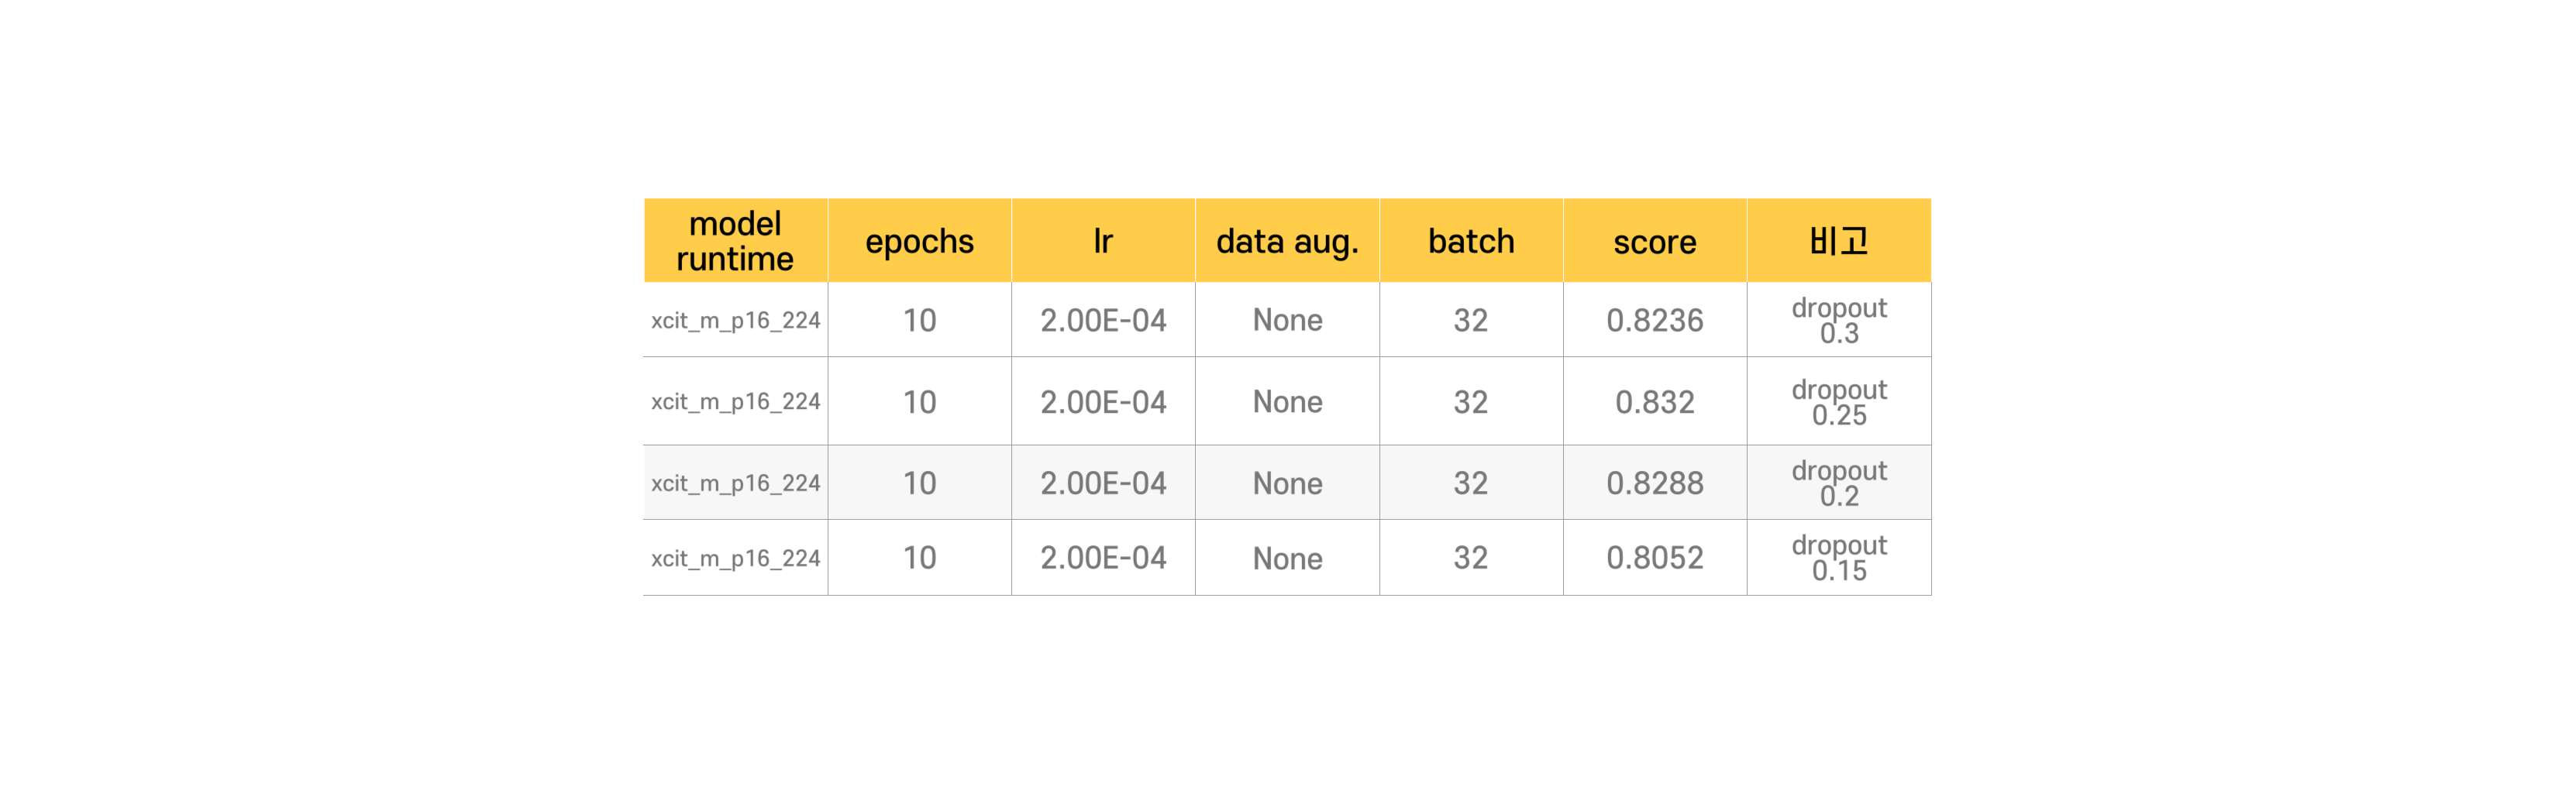 model runtime epochs lr data aug. batch score 비고
xcit_m_p16_224 10 2.00E-04 None 32 0.8236 dropout 0.3
xcit_m_p16_224 10 2.00E-04 None 32 0.832 dropout 0.25
xcit_m_p16_224 10 2.00E-04 None 32 0.8288 dropout 0.2
xcit_m_p16_224 10 2.00E-04 None 32 0.8052 dropout 0.15